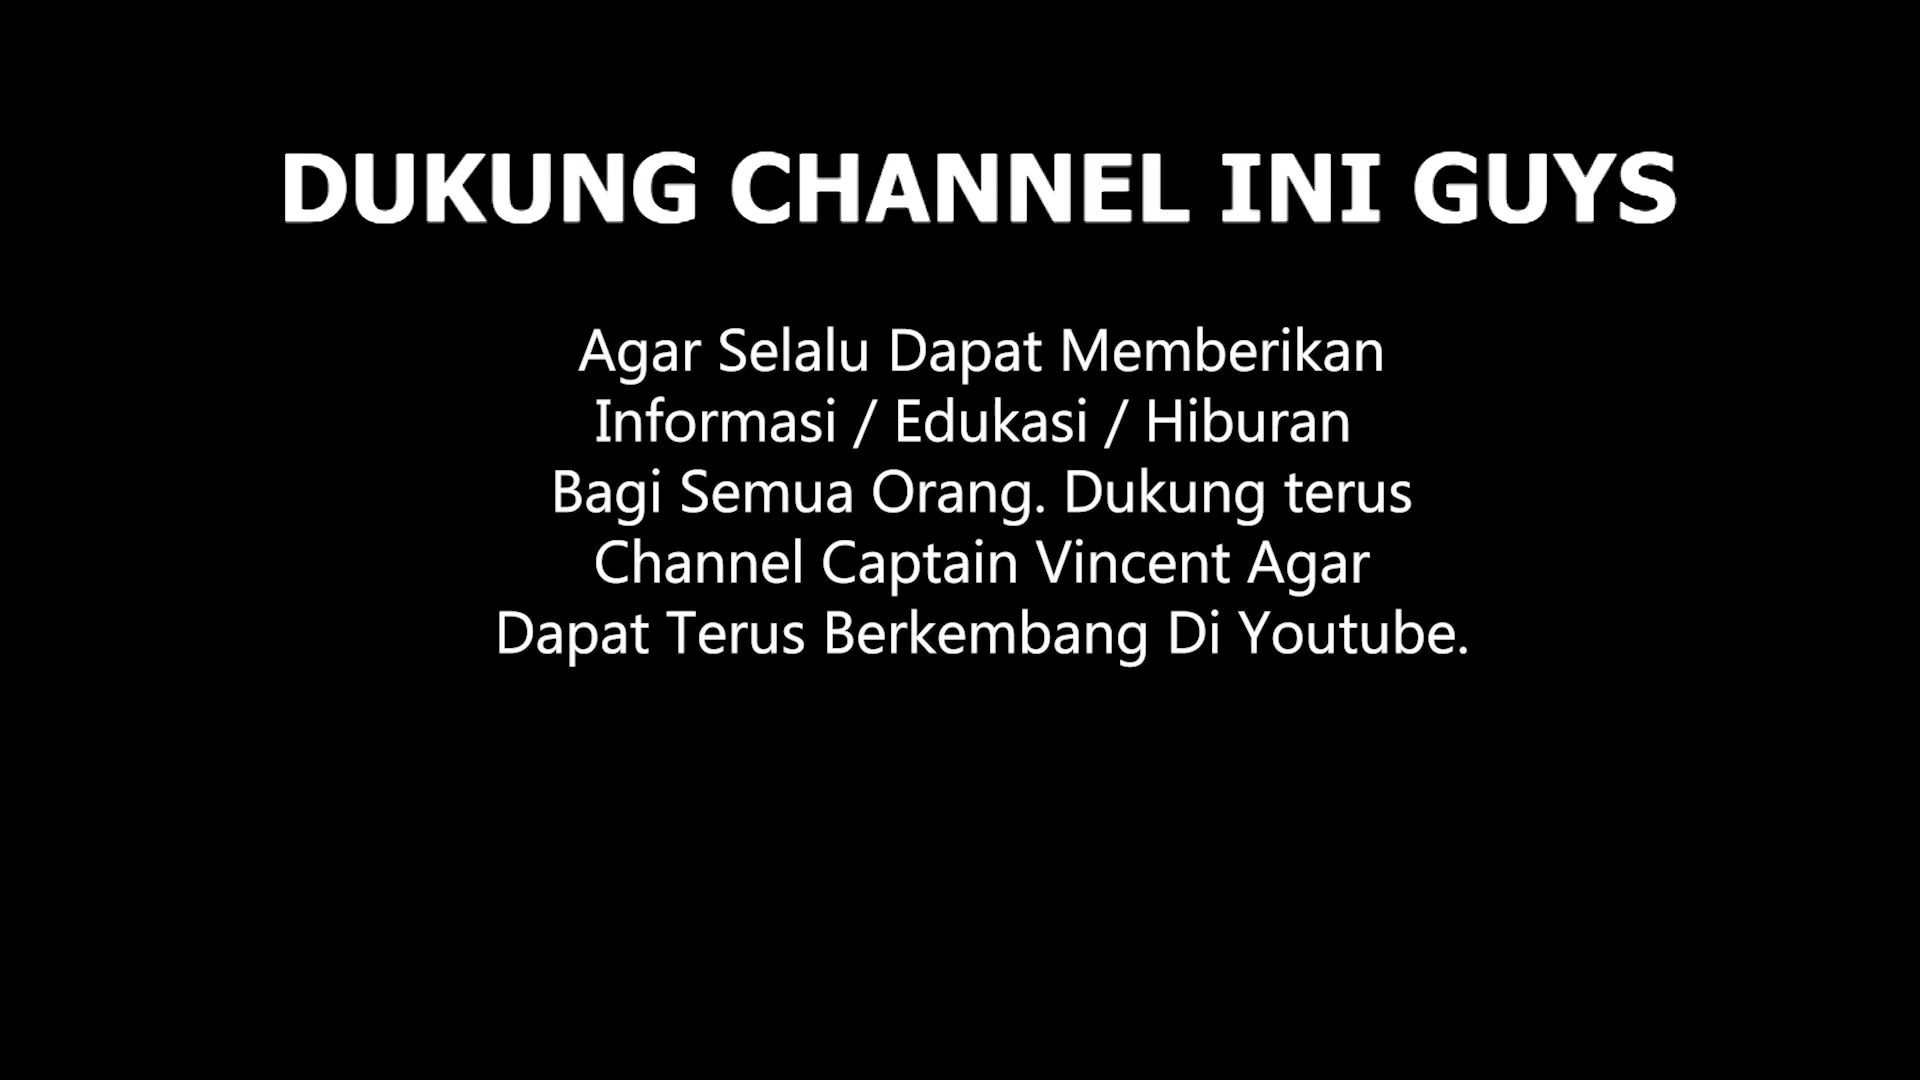 DUKUNG CHANNEL INI GUYS
Agar Selalu Dapat Memberikan
Informasi / Edukasi / Hiburan
Bagi Semua Orang. Dukung terus
Channel Captain Vincent Agar
Dapat Terus Berkembang Di Youtube.